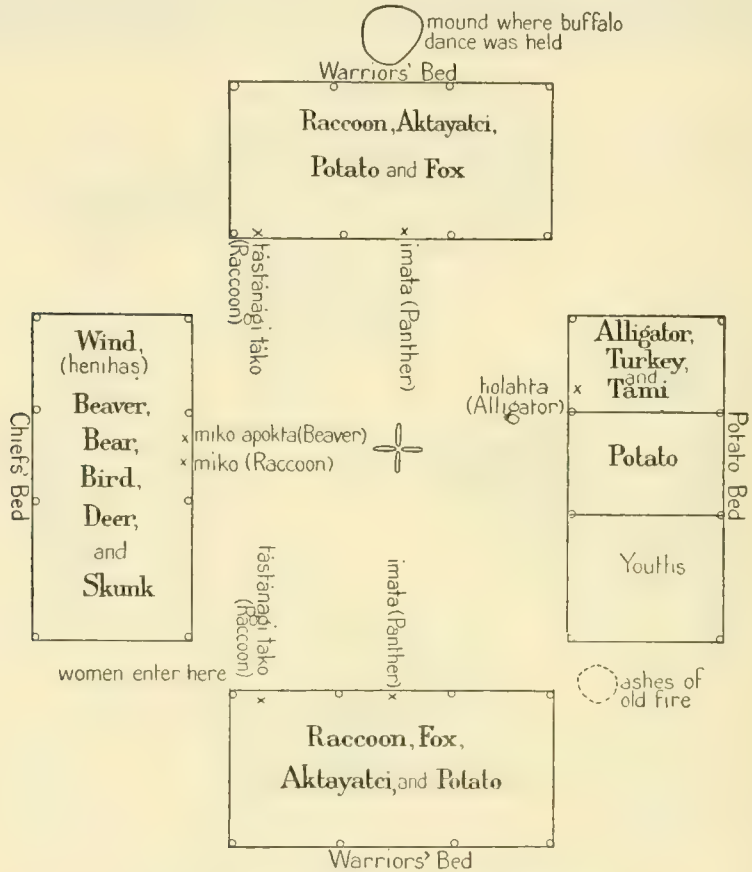 mound where buffalo
dance was held
Warriors' Bed
Raccoon, Aktayatci,
Potato and Fox
tástánági táko
(Raccoon)
imata (Panther)
Chiefs' Bed
Wind,
(henihas)
Beaver,
Bear,
Bird,
Deer,
and
Skunk
miko apokta (Beaver)
miko (Raccoon)
holahta
(Alligator)
Alligator,
Turkey,
and
Tami
Potato
Youths
Potato Bed
tástánagi tako
(Raccoon)
imata (Panther)
women enter here
ashes of
old fire
Raccoon, Fox,
Aktayatci, and Potato
Warriors' Bed